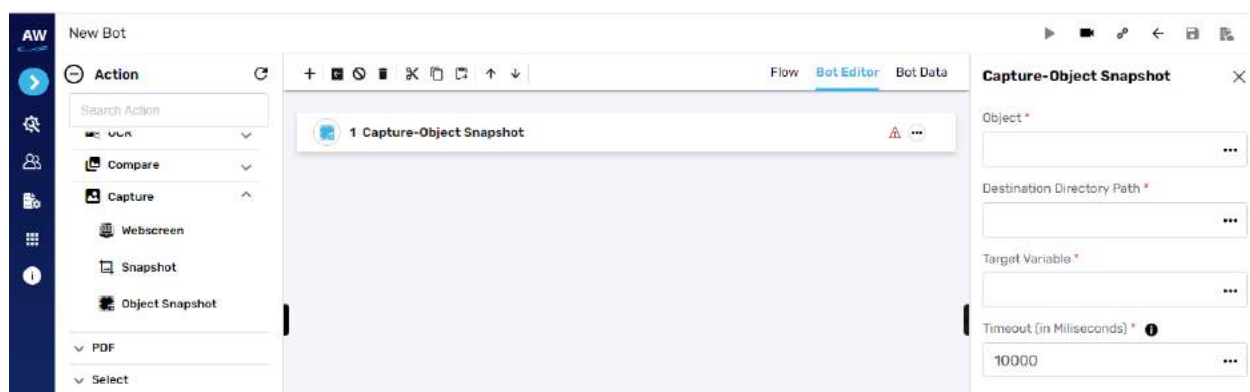 AW
New Bot
Action
Search Action
OCR
Compare
Capture
Webscreen
Snapshot
Object Snapshot
PDF
Select
Flow Bot Editor Bot Data
1 Capture-Object Snapshot
Capture-Object Snapshot
Object *
Destination Directory Path *
Target Variable *
Timeout (in Miliseconds) *
10000